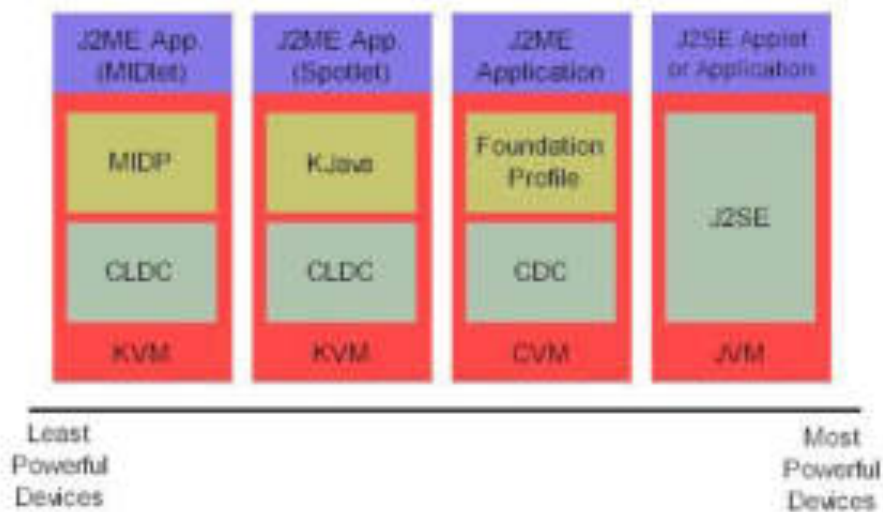 J2ME App.
(MIDlet)
MIDP
CLDC
KVM
J2ME App.
(Spotlet)
KJava
CLDC
KVM
J2ME
Application
Foundation
Profile
CDC
CVM
J2SE Applet
or Application
J2SE
JVM
Least
Powerful
Devices
Most
Powerful
Devices